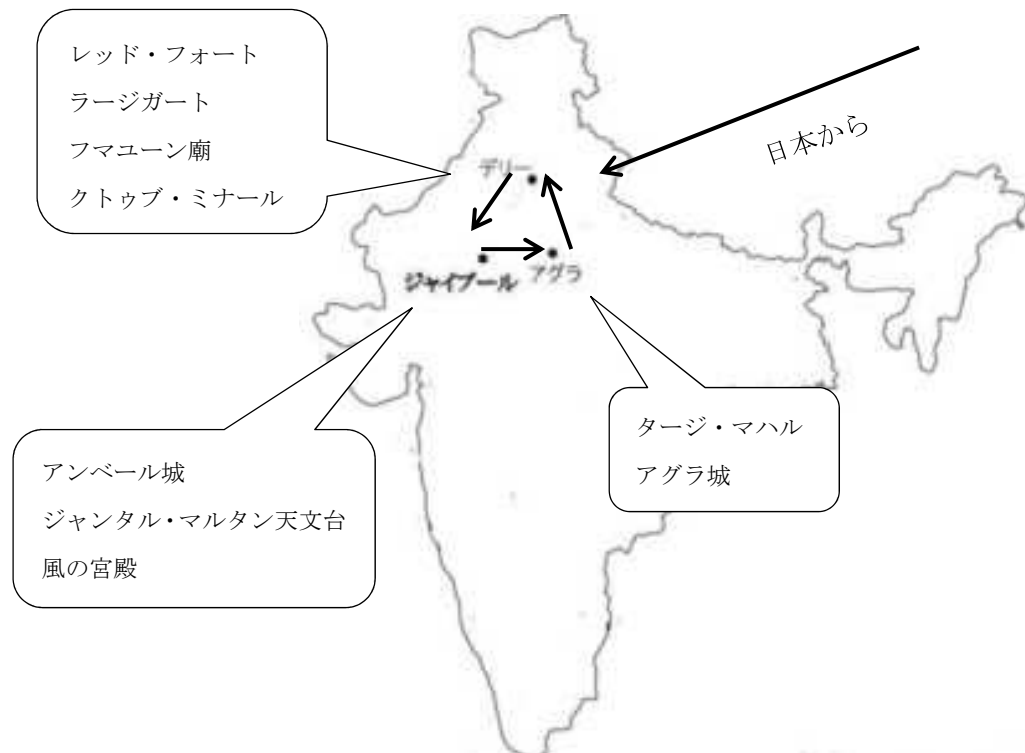 レッド・フォート
ラージガート
フマユーン廟
クトゥブ・ミナール
日本から
デリー
ジャイプール
アグラ
アンベール城
ジャンタル・マルタン天文台
風の宮殿
タージ・マハル
アグラ城